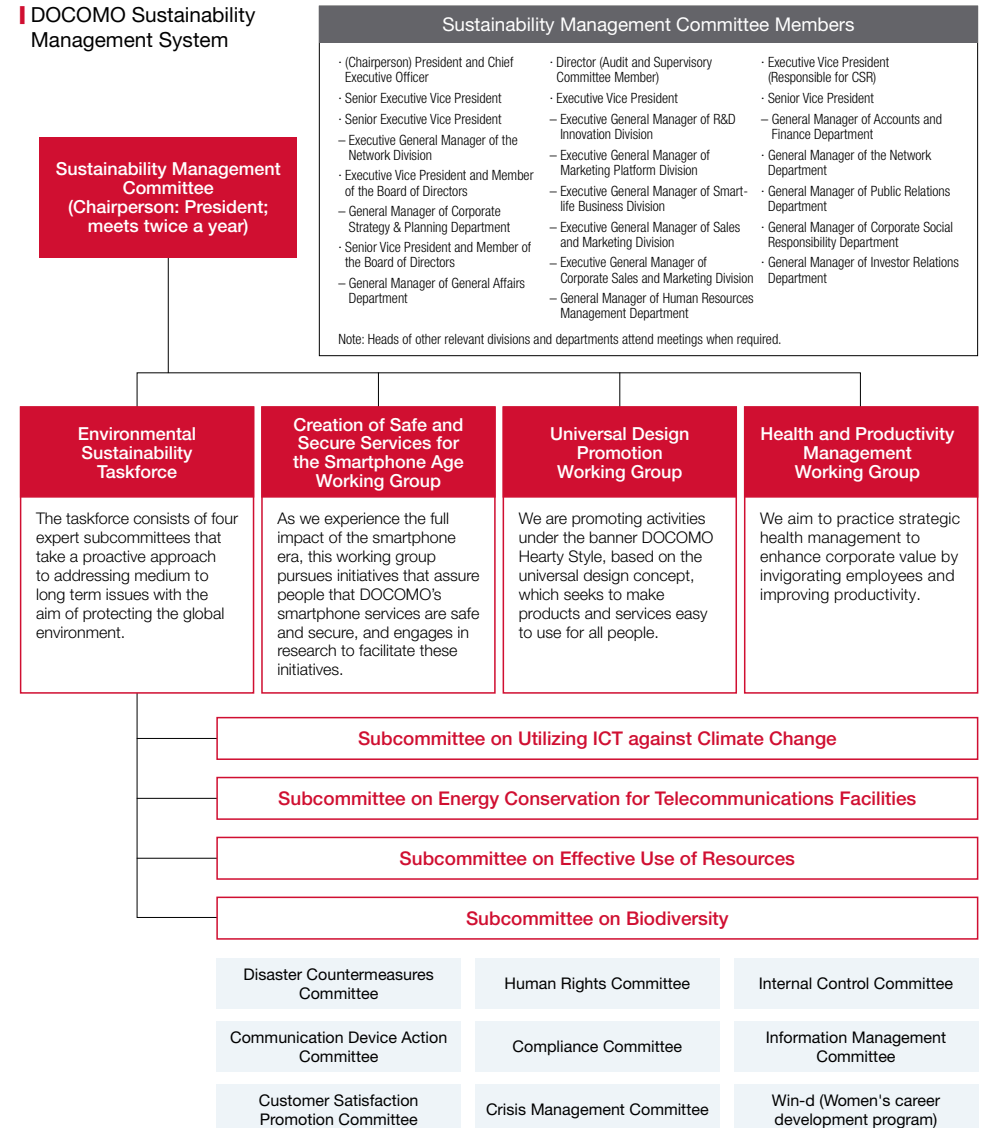 DOCOMO Sustainability
Management System
Sustainability Management Committee Members
· (Chairperson) President and Chief
Executive Officer
· Senior Executive Vice President
· Senior Executive Vice President
– Executive General Manager of the
Network Division
· Executive Vice President and Member
of the Board of Directors
– General Manager of Corporate
Strategy & Planning Department
· Senior Vice President and Member of
the Board of Directors
– General Manager of General Affairs
Department
· Director (Audit and Supervisory
Committee Member)
· Executive Vice President
– Executive General Manager of R&D
Innovation Division
– Executive General Manager of
Marketing Platform Division
– Executive General Manager of Smart-
life Business Division
– Executive General Manager of Sales
and Marketing Division
– Executive General Manager of
Corporate Sales and Marketing Division
– General Manager of Human Resources
Management Department
· Executive Vice President
(Responsible for CSR)
· Senior Vice President
– General Manager of Accounts and
Finance Department
· General Manager of the Network
Department
· General Manager of Public Relations
Department
· General Manager of Corporate Social
Responsibility Department
· General Manager of Investor Relations
Department
Note: Heads of other relevant divisions and departments attend meetings when required.
Sustainability Management
Committee
(Chairperson: President;
meets twice a year)
Environmental
Sustainability
Taskforce
The taskforce consists of four
expert subcommittees that
take a proactive approach
to addressing medium to
long term issues with the
aim of protecting the global
environment.
Creation of Safe and
Secure Services for
the Smartphone Age
Working Group
As we experience the full
impact of the smartphone
era, this working group
pursues initiatives that assure
people that DOCOMO's
smartphone services are safe
and secure, and engages in
research to facilitate these
initiatives.
Universal Design
Promotion
Working Group
We are promoting activities
under the banner DOCOMO
Hearty Style, based on the
universal design concept,
which seeks to make
products and services easy
to use for all people.
Health and Productivity
Management
Working Group
We aim to practice strategic
health management to
enhance corporate value by
invigorating employees and
improving productivity.
Subcommittee on Utilizing ICT against Climate Change
Subcommittee on Energy Conservation for Telecommunications Facilities
Subcommittee on Effective Use of Resources
Subcommittee on Biodiversity
Disaster Countermeasures
Committee
Human Rights Committee
Internal Control Committee
Communication Device Action
Committee
Compliance Committee
Information Management
Committee
Customer Satisfaction
Promotion Committee
Crisis Management Committee
Win-d (Women's career
development program)